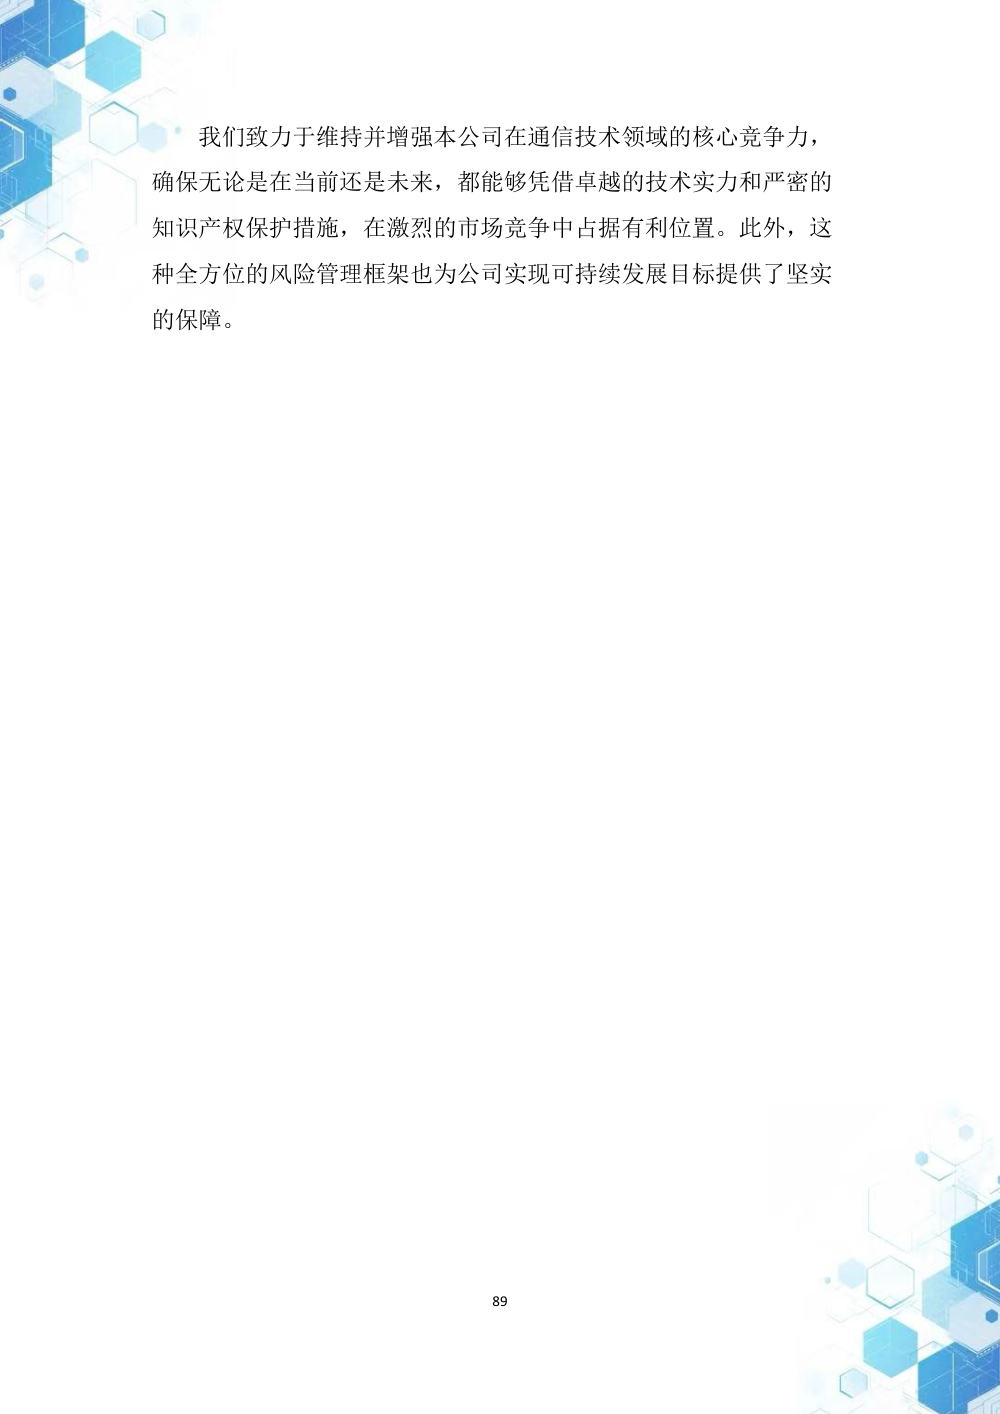 我们致力于维持并增强本公司在通信技术领域的核心竞争力，
确保无论是在当前还是未来，都能够凭借卓越的技术实力和严密的
知识产权保护措施，在激烈的市场竞争中占据有利位置。此外，这
种全方位的风险管理框架也为公司实现可持续发展目标提供了坚实
的保障。
89